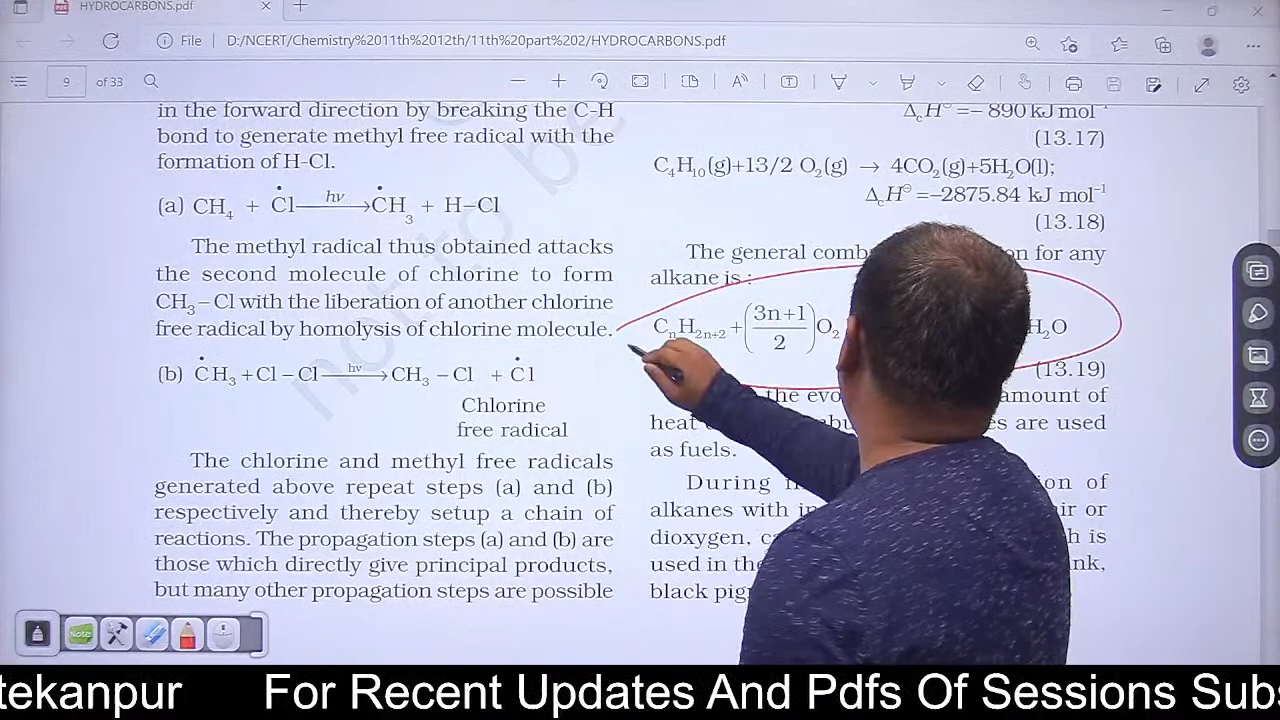 HYDROCARBONS.pdf
File D:/NCERT/Chemistry%2011th%2012th/11th%20part%202/HYDROCARBONS.pdf
9 of 33
in the forward direction by breaking the C-H
bond to generate methyl free radical with the
formation of H-Cl.
(a) CH₄ + Ċl —hν→ ĊH₃ + H–Cl
The methyl radical thus obtained attacks
the second molecule of chlorine to form
CH₃ – Cl with the liberation of another chlorine
free radical by homolysis of chlorine molecule.
(b) ĊH₃ + Cl – Cl —hν→ CH₃ – Cl + Ċl
Chlorine
free radical
The chlorine and methyl free radicals
generated above repeat steps (a) and (b)
respectively and thereby setup a chain of
reactions. The propagation steps (a) and (b) are
those which directly give principal products,
but many other propagation steps are possible
Δ_cH⊖ =– 890 kJ mol⁻¹
(13.17)
C₄H₁₀(g)+13/2 O₂(g) → 4CO₂(g)+5H₂O(l);
Δ_cH⊖ =–2875.84 kJ mol⁻¹
(13.18)
The general for any
alkane is :
CₙH₂ₙ₊₂ + (3n+1/2) O₂ H₂O
(13.19)
the amount of
heat are used
as fuels.
During of
alkanes with or
dioxygen, is
used in the ink,
black
not to be
Note
tekanpur For Recent Updates And Pdfs Of Sessions Subs